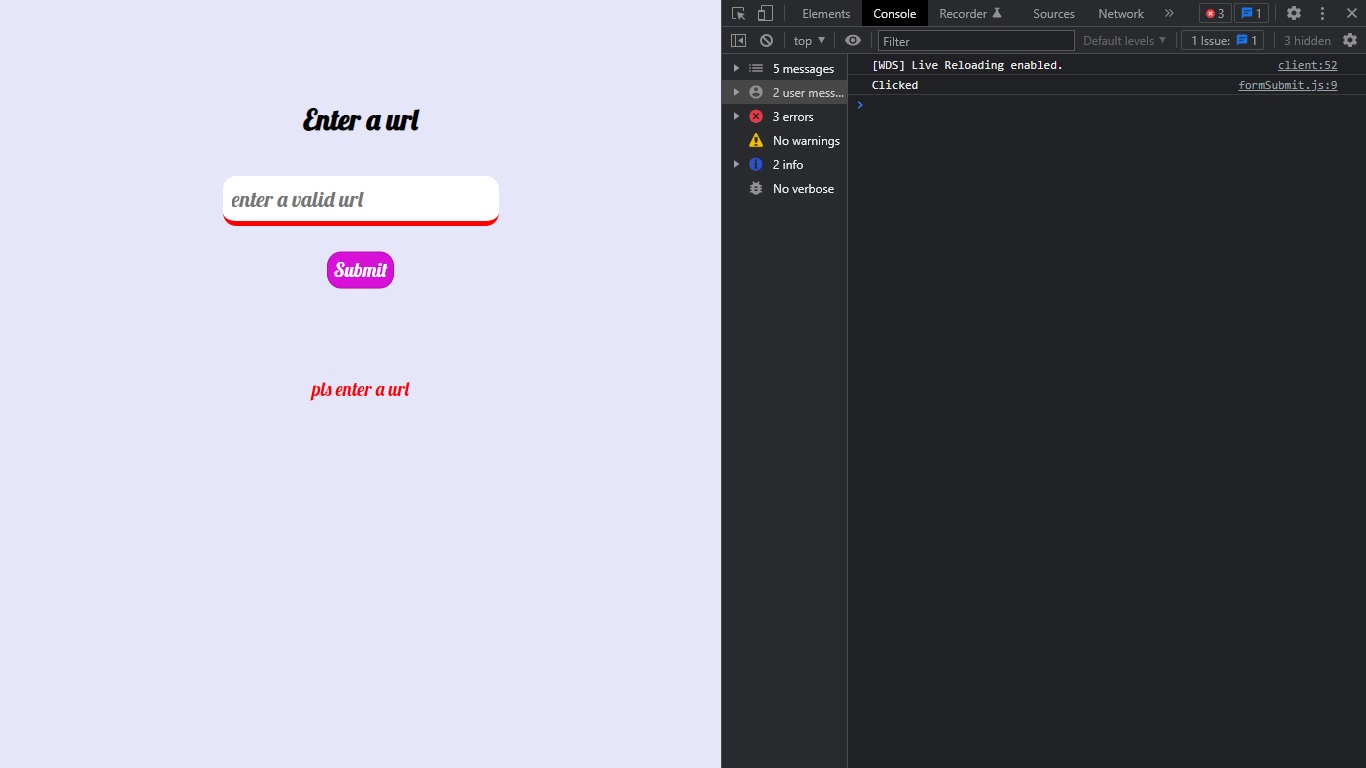 Enter a url
enter a valid url
Submit
pls enter a url
Elements Console Recorder Sources Network » 3 1
top Filter Default levels 1 Issue: 1 3 hidden
5 messages
2 user mess...
3 errors
No warnings
2 info
No verbose
[WDS] Live Reloading enabled. client:52
Clicked formSubmit.js:9